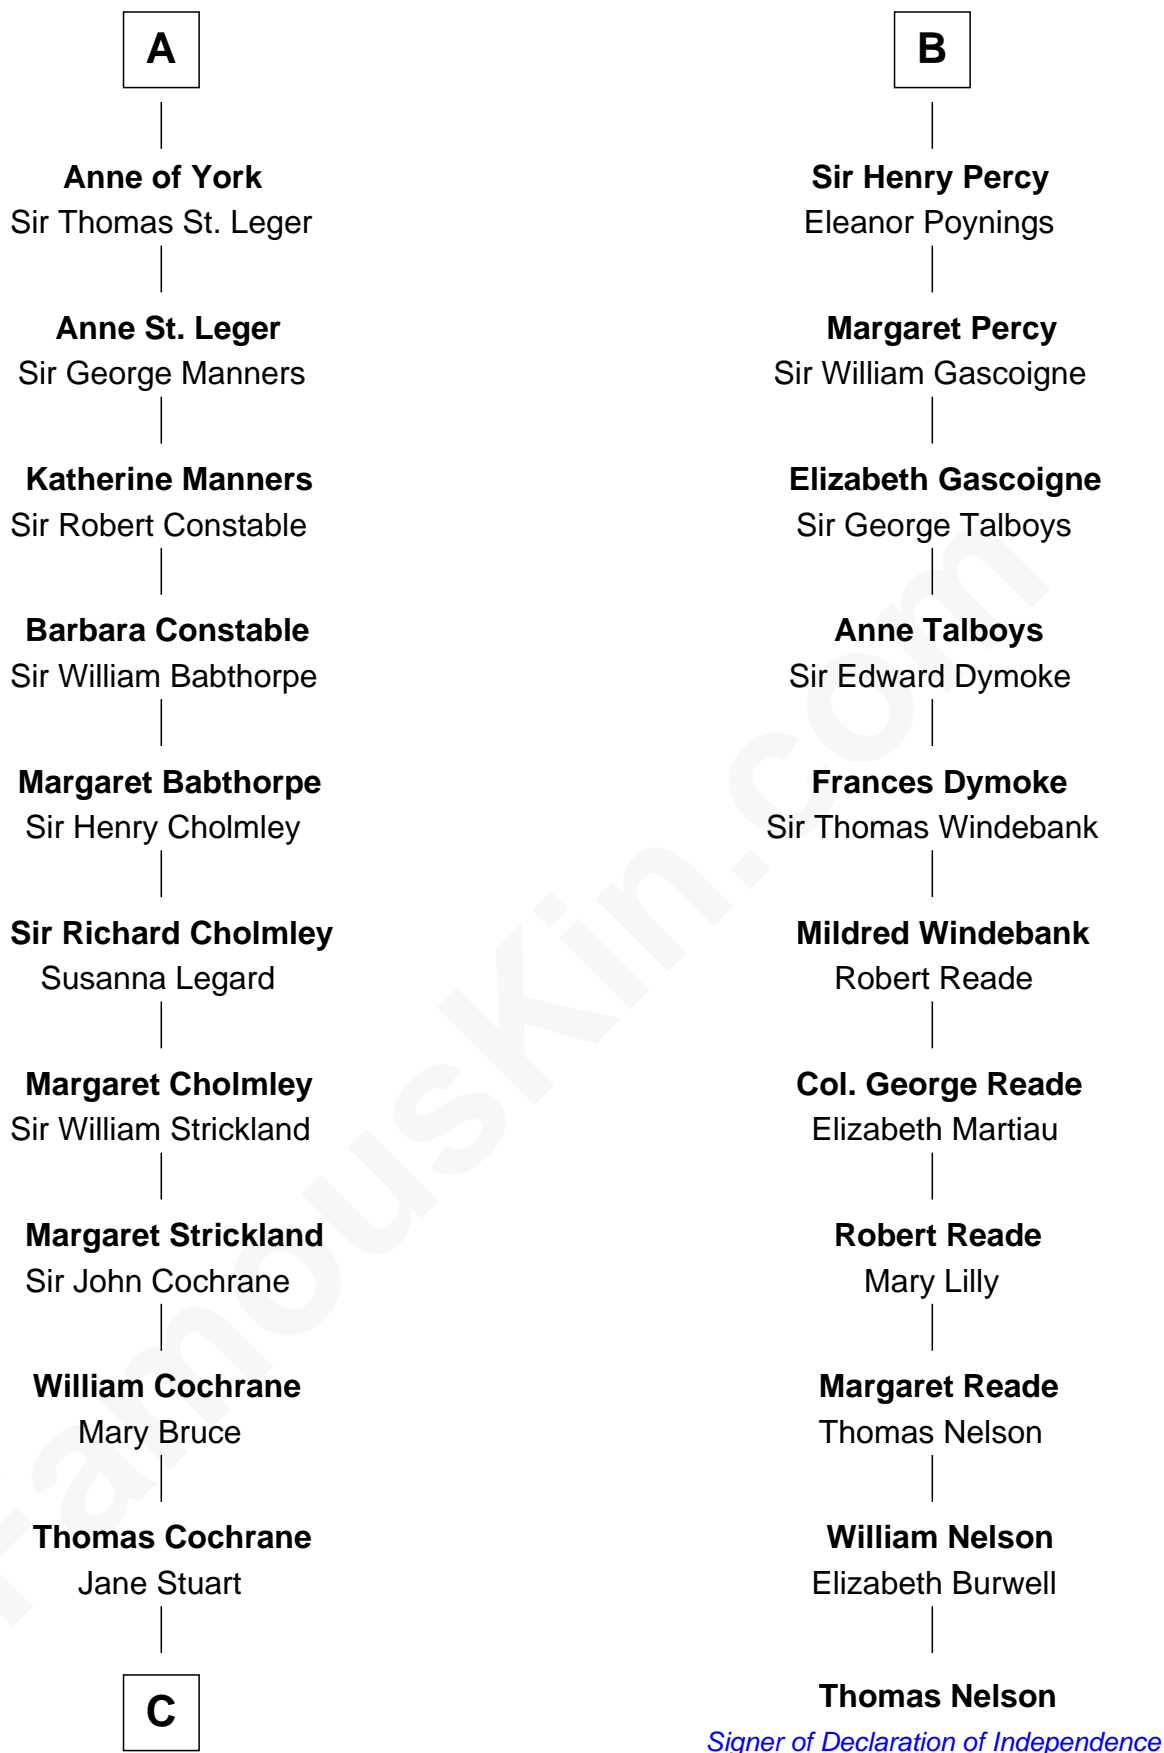 A
Anne of York
Sir Thomas St. Leger
Anne St. Leger
Sir George Manners
Katherine Manners
Sir Robert Constable
Barbara Constable
Sir William Babthorpe
Margaret Babthorpe
Sir Henry Cholmley
Sir Richard Cholmley
Susanna Legard
Margaret Cholmley
Sir William Strickland
Margaret Strickland
Sir John Cochrane
William Cochrane
Mary Bruce
Thomas Cochrane
Jane Stuart
C
B
Sir Henry Percy
Eleanor Poynings
Margaret Percy
Sir William Gascoigne
Elizabeth Gascoigne
Sir George Talboys
Anne Talboys
Sir Edward Dymoke
Frances Dymoke
Sir Thomas Windebank
Mildred Windebank
Robert Reade
Col. George Reade
Elizabeth Martiau
Robert Reade
Mary Lilly
Margaret Reade
Thomas Nelson
William Nelson
Elizabeth Burwell
Thomas Nelson
Signer of Declaration of Independence
FamousKin.com